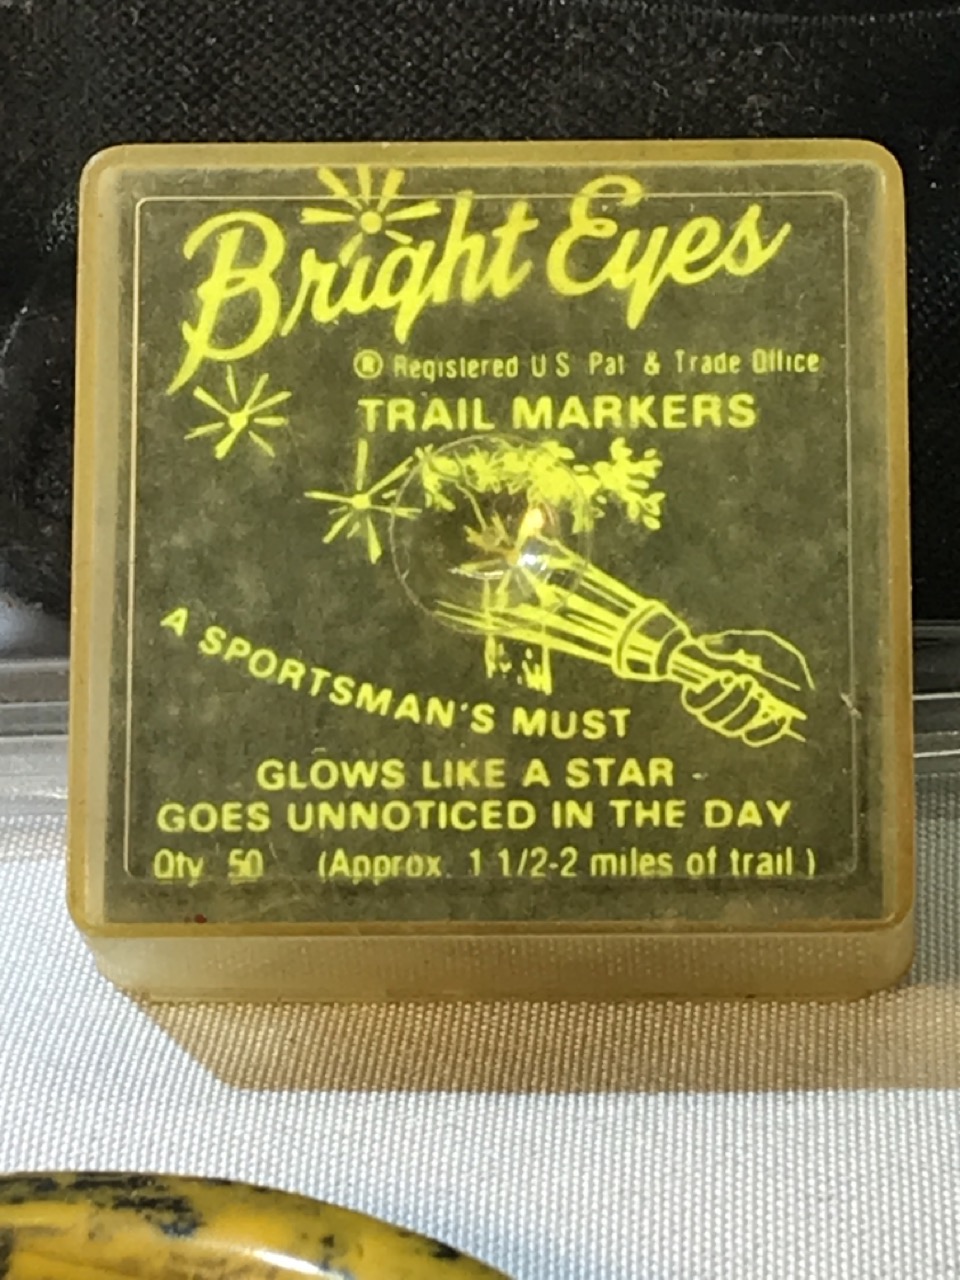 Bright Eyes
® Registered U S Pat & Trade Office
TRAIL MARKERS
A SPORTSMAN'S MUST
GLOWS LIKE A STAR -
GOES UNNOTICED IN THE DAY
Qty 50 (Approx. 1 1/2-2 miles of trail )